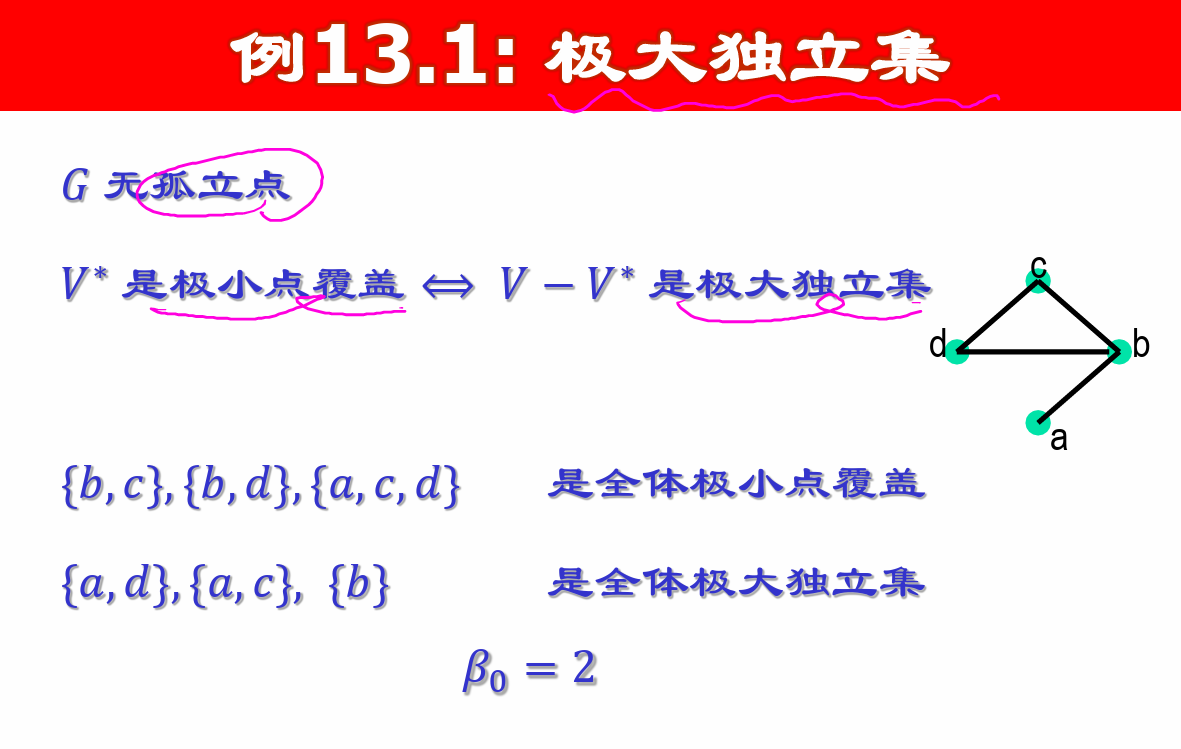 例13.1: 极大独立集
G 无孤立点
V* 是极小点覆盖 ⟺ V − V* 是极大独立集
c
d
b
a
{b, c}, {b, d}, {a, c, d} 是全体极小点覆盖
{a, d}, {a, c}, {b} 是全体极大独立集
β₀ = 2